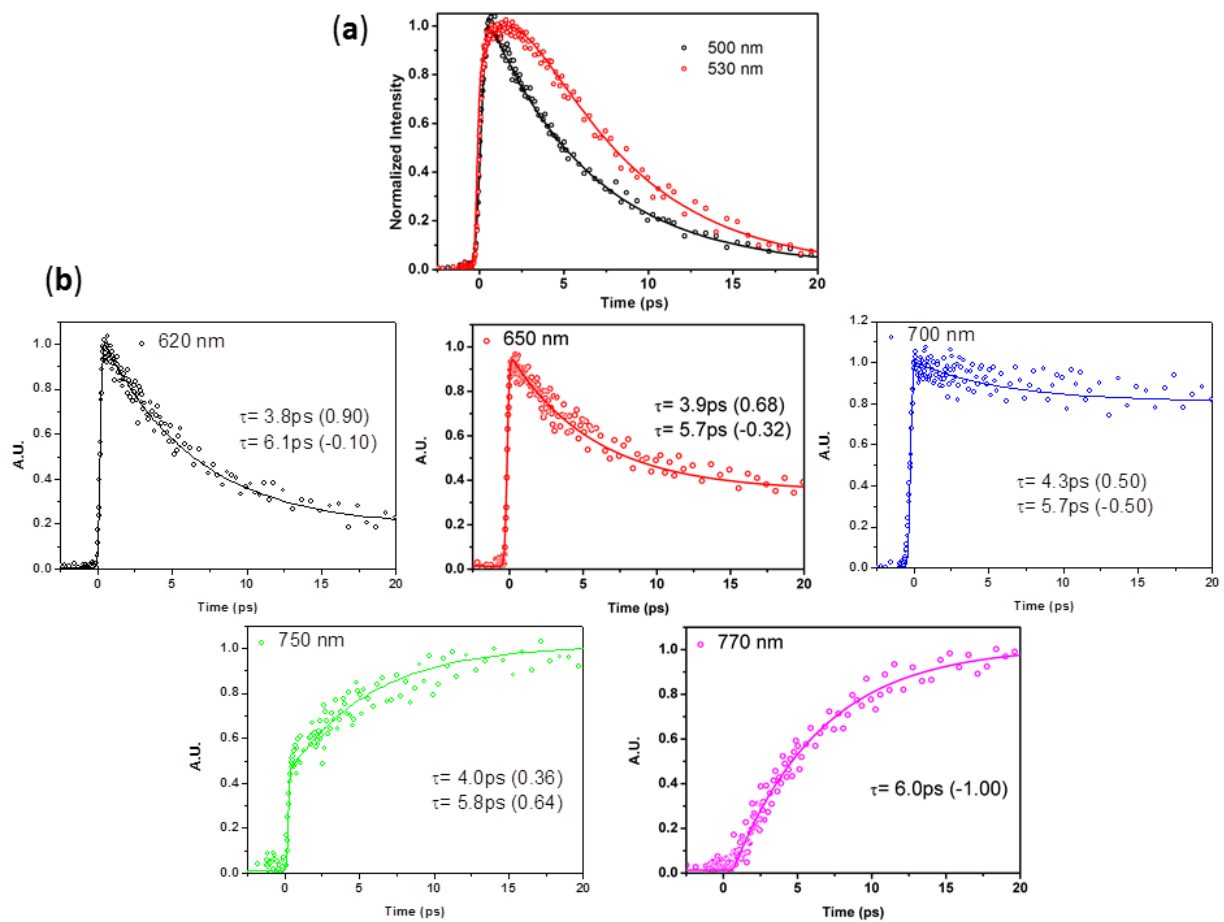 (a)
Normalized Intensity
1.0
0.8
0.6
0.4
0.2
0.0
500 nm
530 nm
0
5
10
15
20
Time (ps)
(b)
A.U.
1.0
0.8
0.6
0.4
0.2
0.0
620 nm
τ= 3.8ps (0.90)
τ= 6.1ps (-0.10)
0
5
10
15
20
Time (ps)
A.U.
1.0
0.8
0.6
0.4
0.2
0.0
650 nm
τ= 3.9ps (0.68)
τ= 5.7ps (-0.32)
0
5
10
15
20
Time (ps)
A.U.
1.2
1.0
0.8
0.6
0.4
0.2
0.0
700 nm
τ= 4.3ps (0.50)
τ= 5.7ps (-0.50)
0
5
10
15
20
Time (ps)
A.U.
1.0
0.8
0.6
0.4
0.2
0.0
750 nm
τ= 4.0ps (0.36)
τ= 5.8ps (0.64)
0
5
10
15
20
Time (ps)
A.U.
1.0
0.8
0.6
0.4
0.2
0.0
770 nm
τ= 6.0ps (-1.00)
0
5
10
15
20
Time (ps)